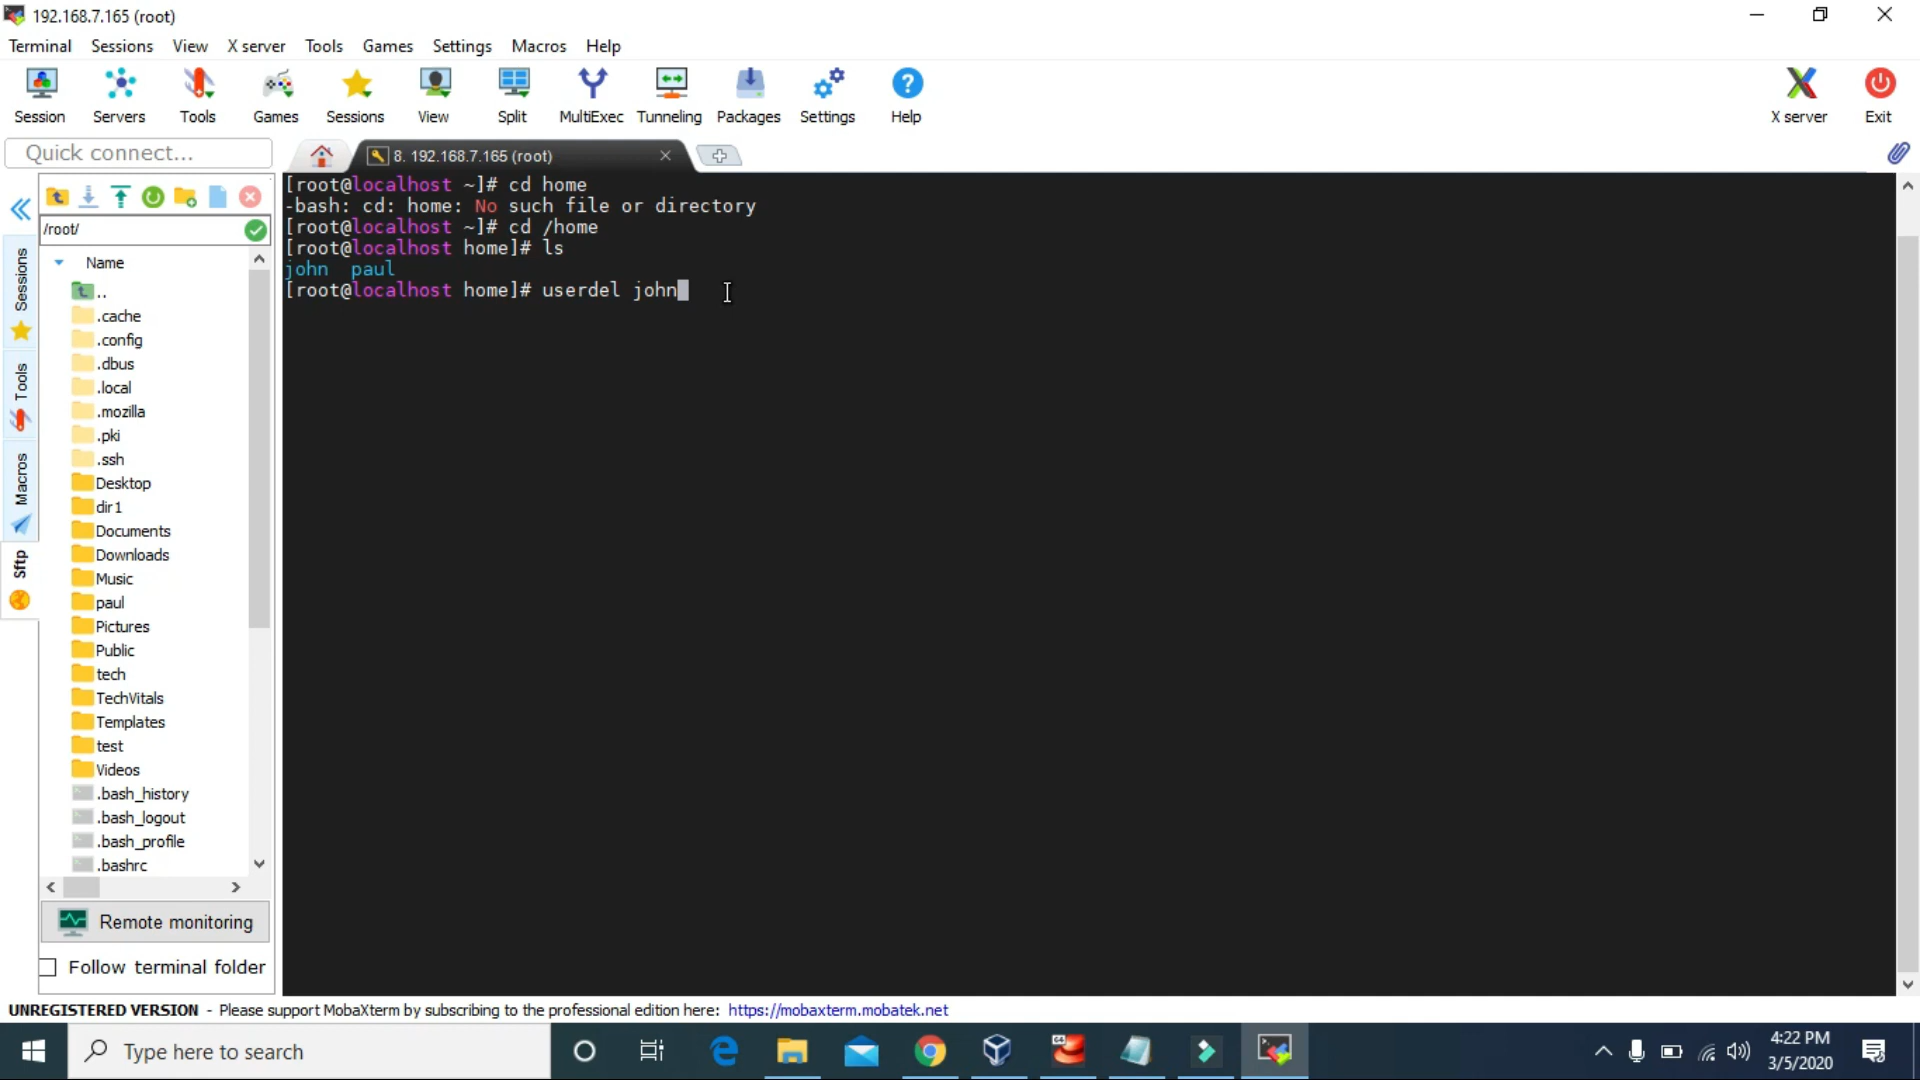 192.168.7.165 (root)
Terminal Sessions View X server Tools Games Settings Macros Help
Session Servers Tools Games Sessions View Split MultiExec Tunneling Packages Settings Help X server Exit
Quick connect...
8. 192.168.7.165 (root)
/root/
Name
..
.cache
.config
.dbus
.local
.mozilla
.pki
.ssh
Desktop
dir1
Documents
Downloads
Music
paul
Pictures
Public
tech
TechVitals
Templates
test
Videos
.bash_history
.bash_logout
.bash_profile
.bashrc
Sessions
Tools
Macros
Sftp
Remote monitoring
Follow terminal folder
[root@localhost ~]# cd home
-bash: cd: home: No such file or directory
[root@localhost ~]# cd /home
[root@localhost home]# ls
john paul
[root@localhost home]# userdel john
UNREGISTERED VERSION - Please support MobaXterm by subscribing to the professional edition here: https://mobaxterm.mobatek.net
Type here to search
4:22 PM
3/5/2020